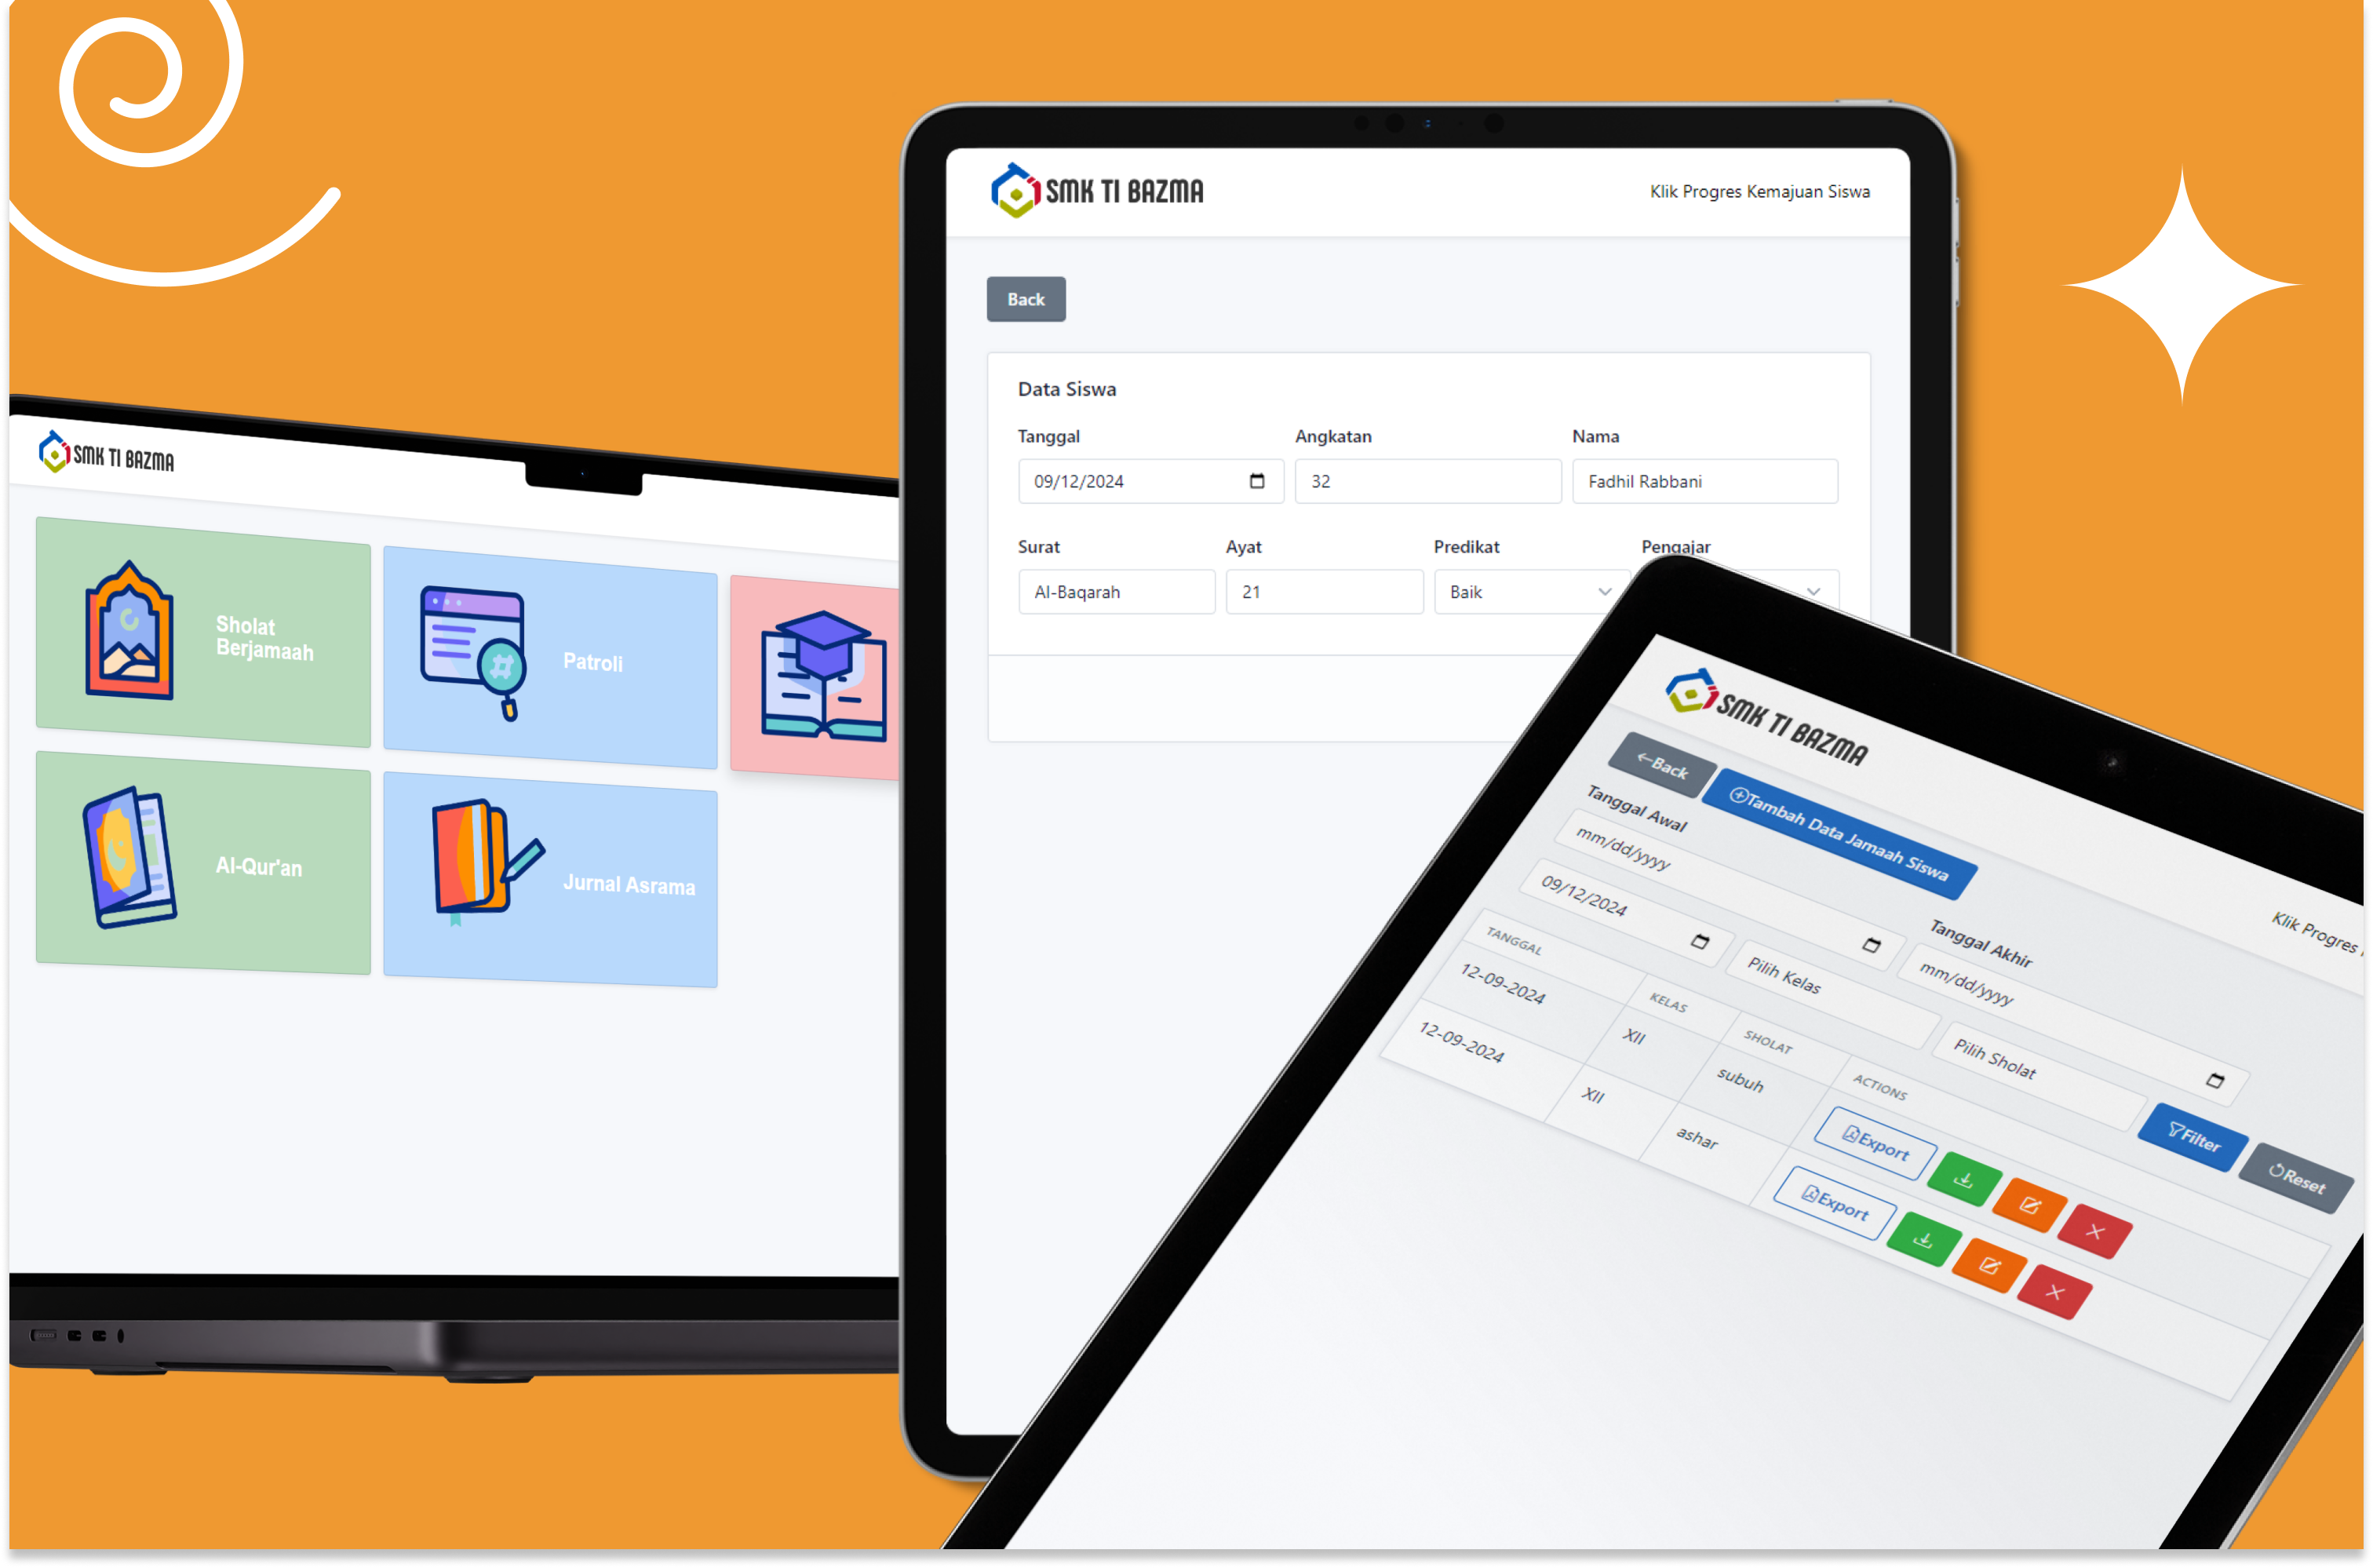 SMK TI BAZMA
Sholat
Berjamaah
Patroli
Al-Qur'an
Jurnal Asrama
SMK TI BAZMA
Klik Progres Kemajuan Siswa
Back
Data Siswa
Tanggal
Angkatan
Nama
09/12/2024
32
Fadhil Rabbani
Surat
Ayat
Predikat
Pengajar
Al-Baqarah
21
Baik
SMK TI BAZMA
Klik Progres
←Back
Tambah Data Jamaah Siswa
Tanggal Awal
Tanggal Akhir
mm/dd/yyyy
mm/dd/yyyy
09/12/2024
Pilih Kelas
Pilih Sholat
Filter
Reset
TANGGAL
KELAS
SHOLAT
ACTIONS
12-09-2024
XII
subuh
Export
12-09-2024
XII
ashar
Export